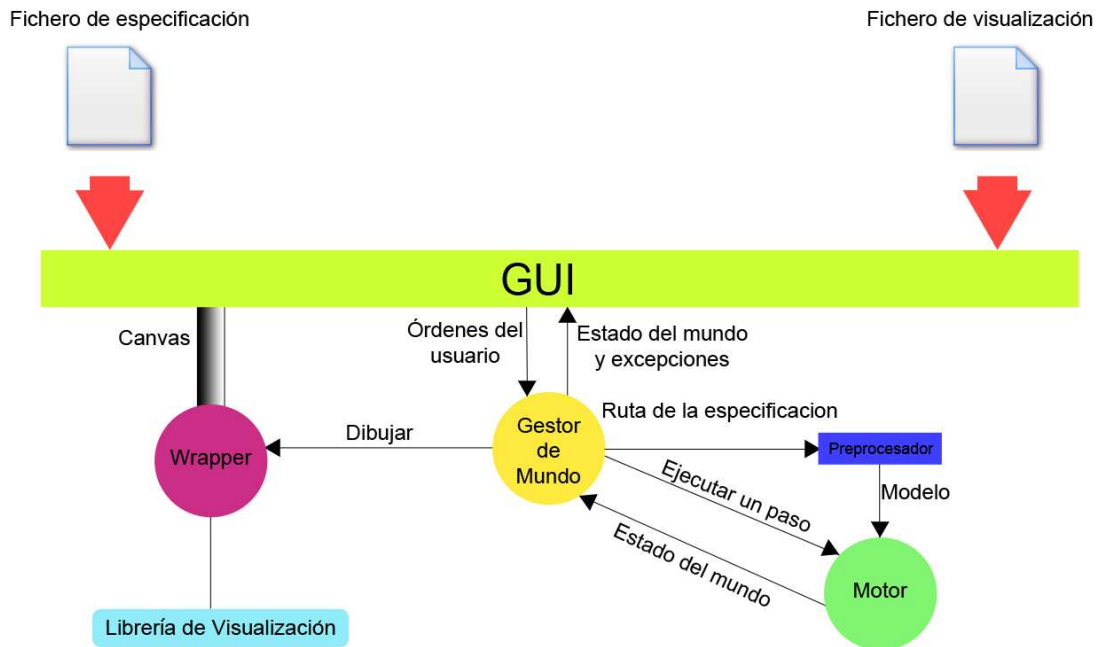 Fichero de especificación
Fichero de visualización
GUI
Canvas
Órdenes del
usuario
Estado del mundo
y excepciones
Wrapper
Dibujar
Gestor
de
Mundo
Ruta de la especificacion
Preprocesador
Ejecutar un paso
Modelo
Estado del mundo
Motor
Librería de Visualización